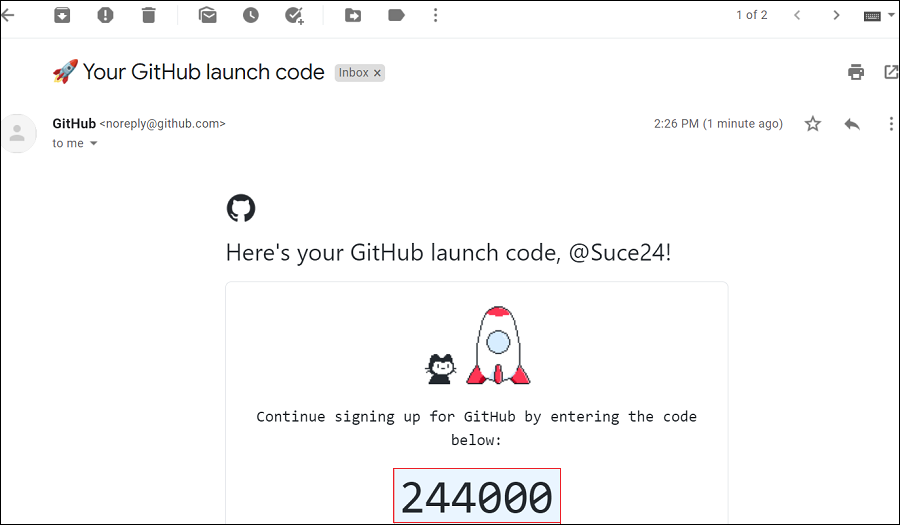 1 of 2
🚀 Your GitHub launch code Inbox ×
GitHub <noreply@github.com> 2:26 PM (1 minute ago)
to me
Here's your GitHub launch code, @Suce24!
Continue signing up for GitHub by entering the code
below:
244000